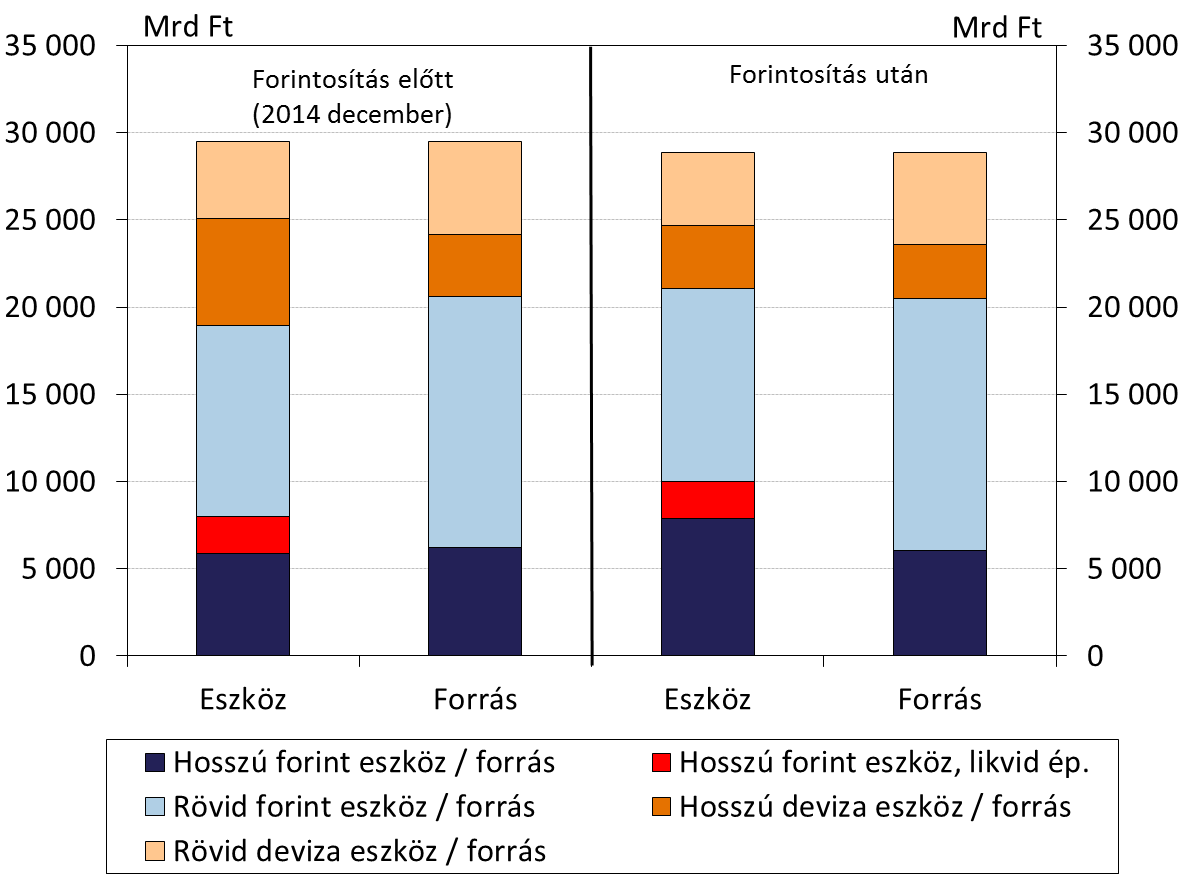 Mrd Ft
Mrd Ft
35 000
35 000
Forintosítás előtt
(2014 december)
Forintosítás után
30 000
30 000
25 000
25 000
20 000
20 000
15 000
15 000
10 000
10 000
5 000
5 000
0
0
Eszköz
Forrás
Eszköz
Forrás
Hosszú forint eszköz / forrás
Hosszú forint eszköz, likvid ép.
Rövid forint eszköz / forrás
Hosszú deviza eszköz / forrás
Rövid deviza eszköz / forrás